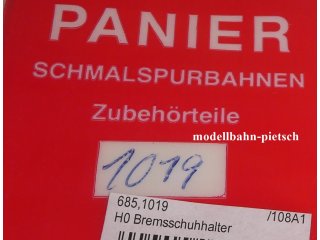 PANIER
SCHMALSPURBAHNEN
Zubehörteile
modellbahn-pietsch
1019
685,1019 /108A1
H0 Bremsschuhhalter